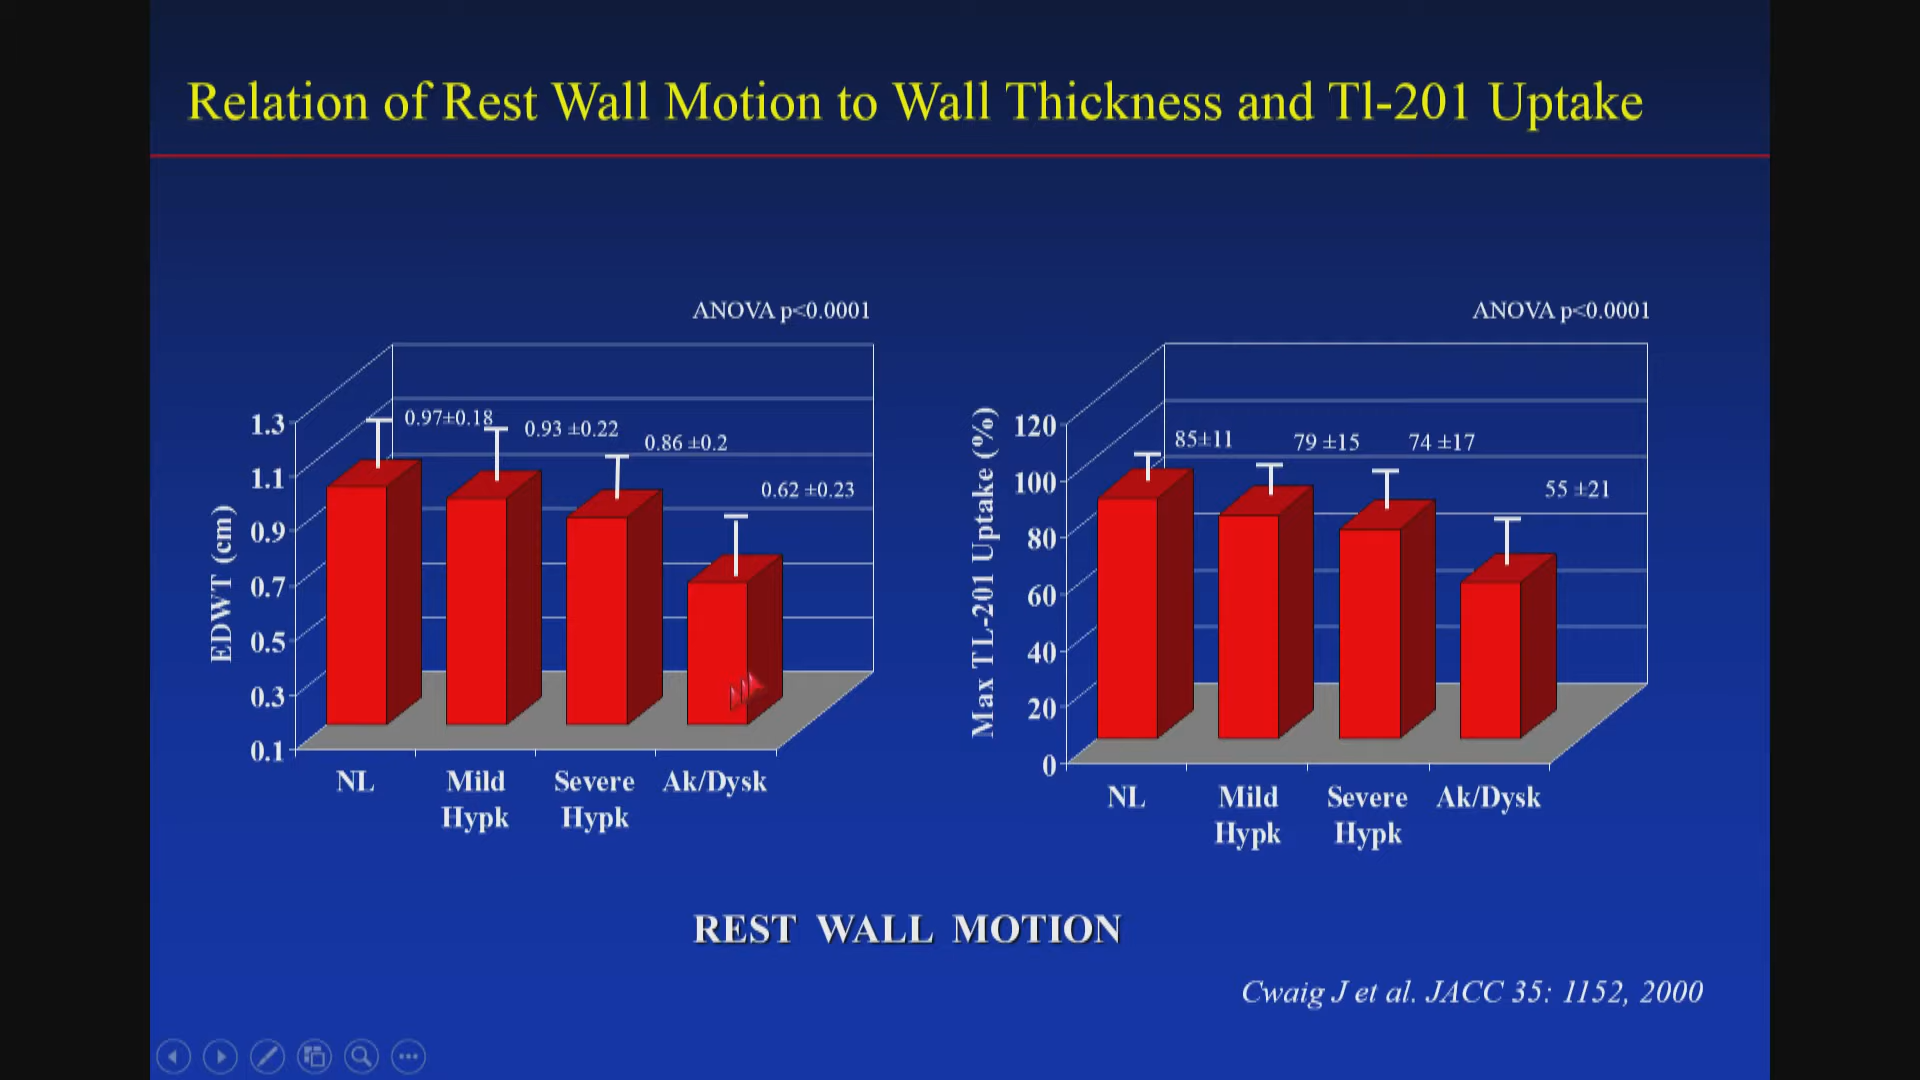 Relation of Rest Wall Motion to Wall Thickness and Tl-201 Uptake
ANOVA p<0.0001
EDWT (cm)
1.3
1.1
0.9
0.7
0.5
0.3
0.1
0.97±0.18
0.93 ±0.22
0.86 ±0.2
0.62 ±0.23
NL
Mild
Hypk
Severe
Hypk
Ak/Dysk
ANOVA p<0.0001
Max TL-201 Uptake (%)
120
100
80
60
40
20
0
85±11
79 ±15
74 ±17
55 ±21
NL
Mild
Hypk
Severe
Hypk
Ak/Dysk
REST WALL MOTION
Cwaig J et al. JACC 35: 1152, 2000